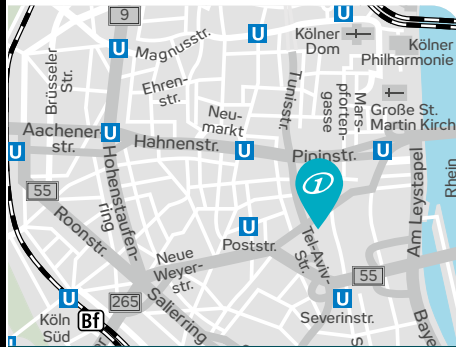 9
U
U
U
Magnusstr.
Kölner
Dom
Kölner
Philharmonie
Brüsseler
Str.
Ehren-
str.
Tunisstr.
Mars-
pforten-
gasse
Neu-
markt
Große St.
Martin Kirch
Aachener
str.
U
Hahnenstr.
U
U
Pipinstr.
U
i
55
Hohenstaufen-
ring
Roonstr.
Am Leystapel
Rhein
U
Poststr.
Neue
Weyer-
str.
Tel-Aviv-
Str.
55
U
265
U
Severinstr.
Köln
Süd
Bf
Salierring
Baye
U